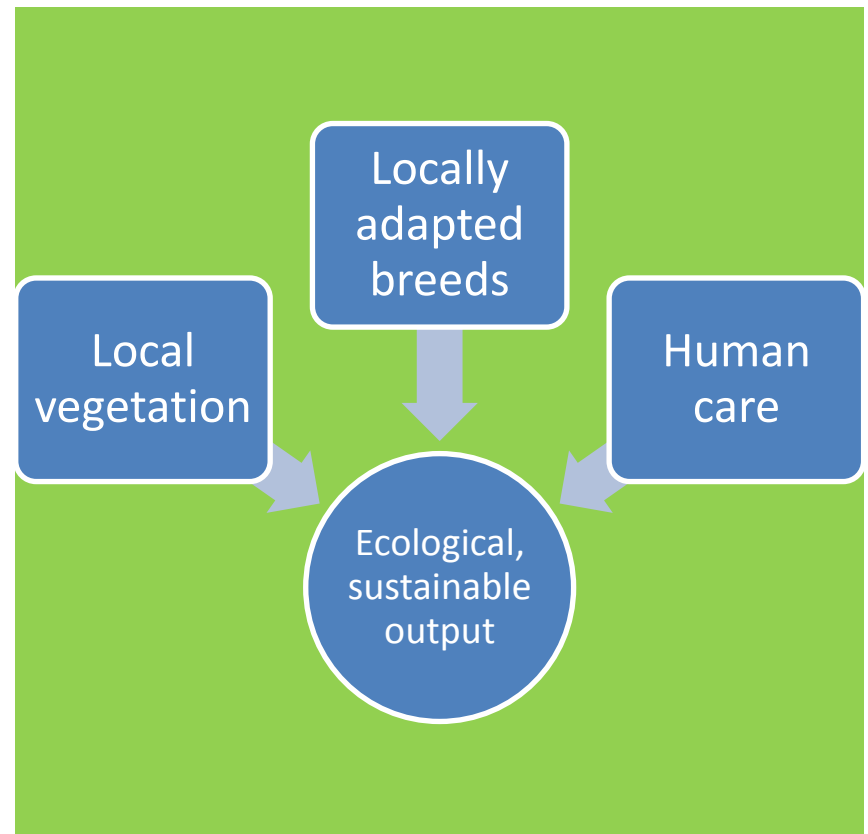 Locally
adapted
breeds
Local
vegetation
Human
care
Ecological,
sustainable
output